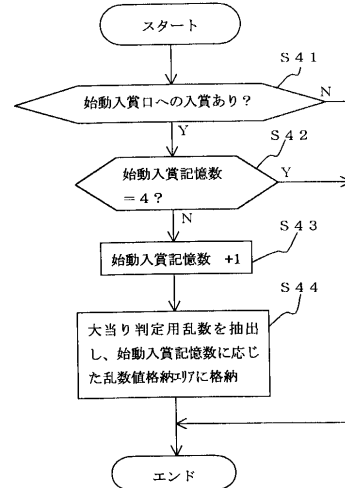 スタート
S41
始動入賞口への入賞あり？
N
Y
S42
始動入賞記憶数
＝4？
Y
N
S43
始動入賞記憶数 +1
S44
大当り判定用乱数を抽出
し、始動入賞記憶数に応じ
た乱数値格納ｴﾘｱに格納
エンド